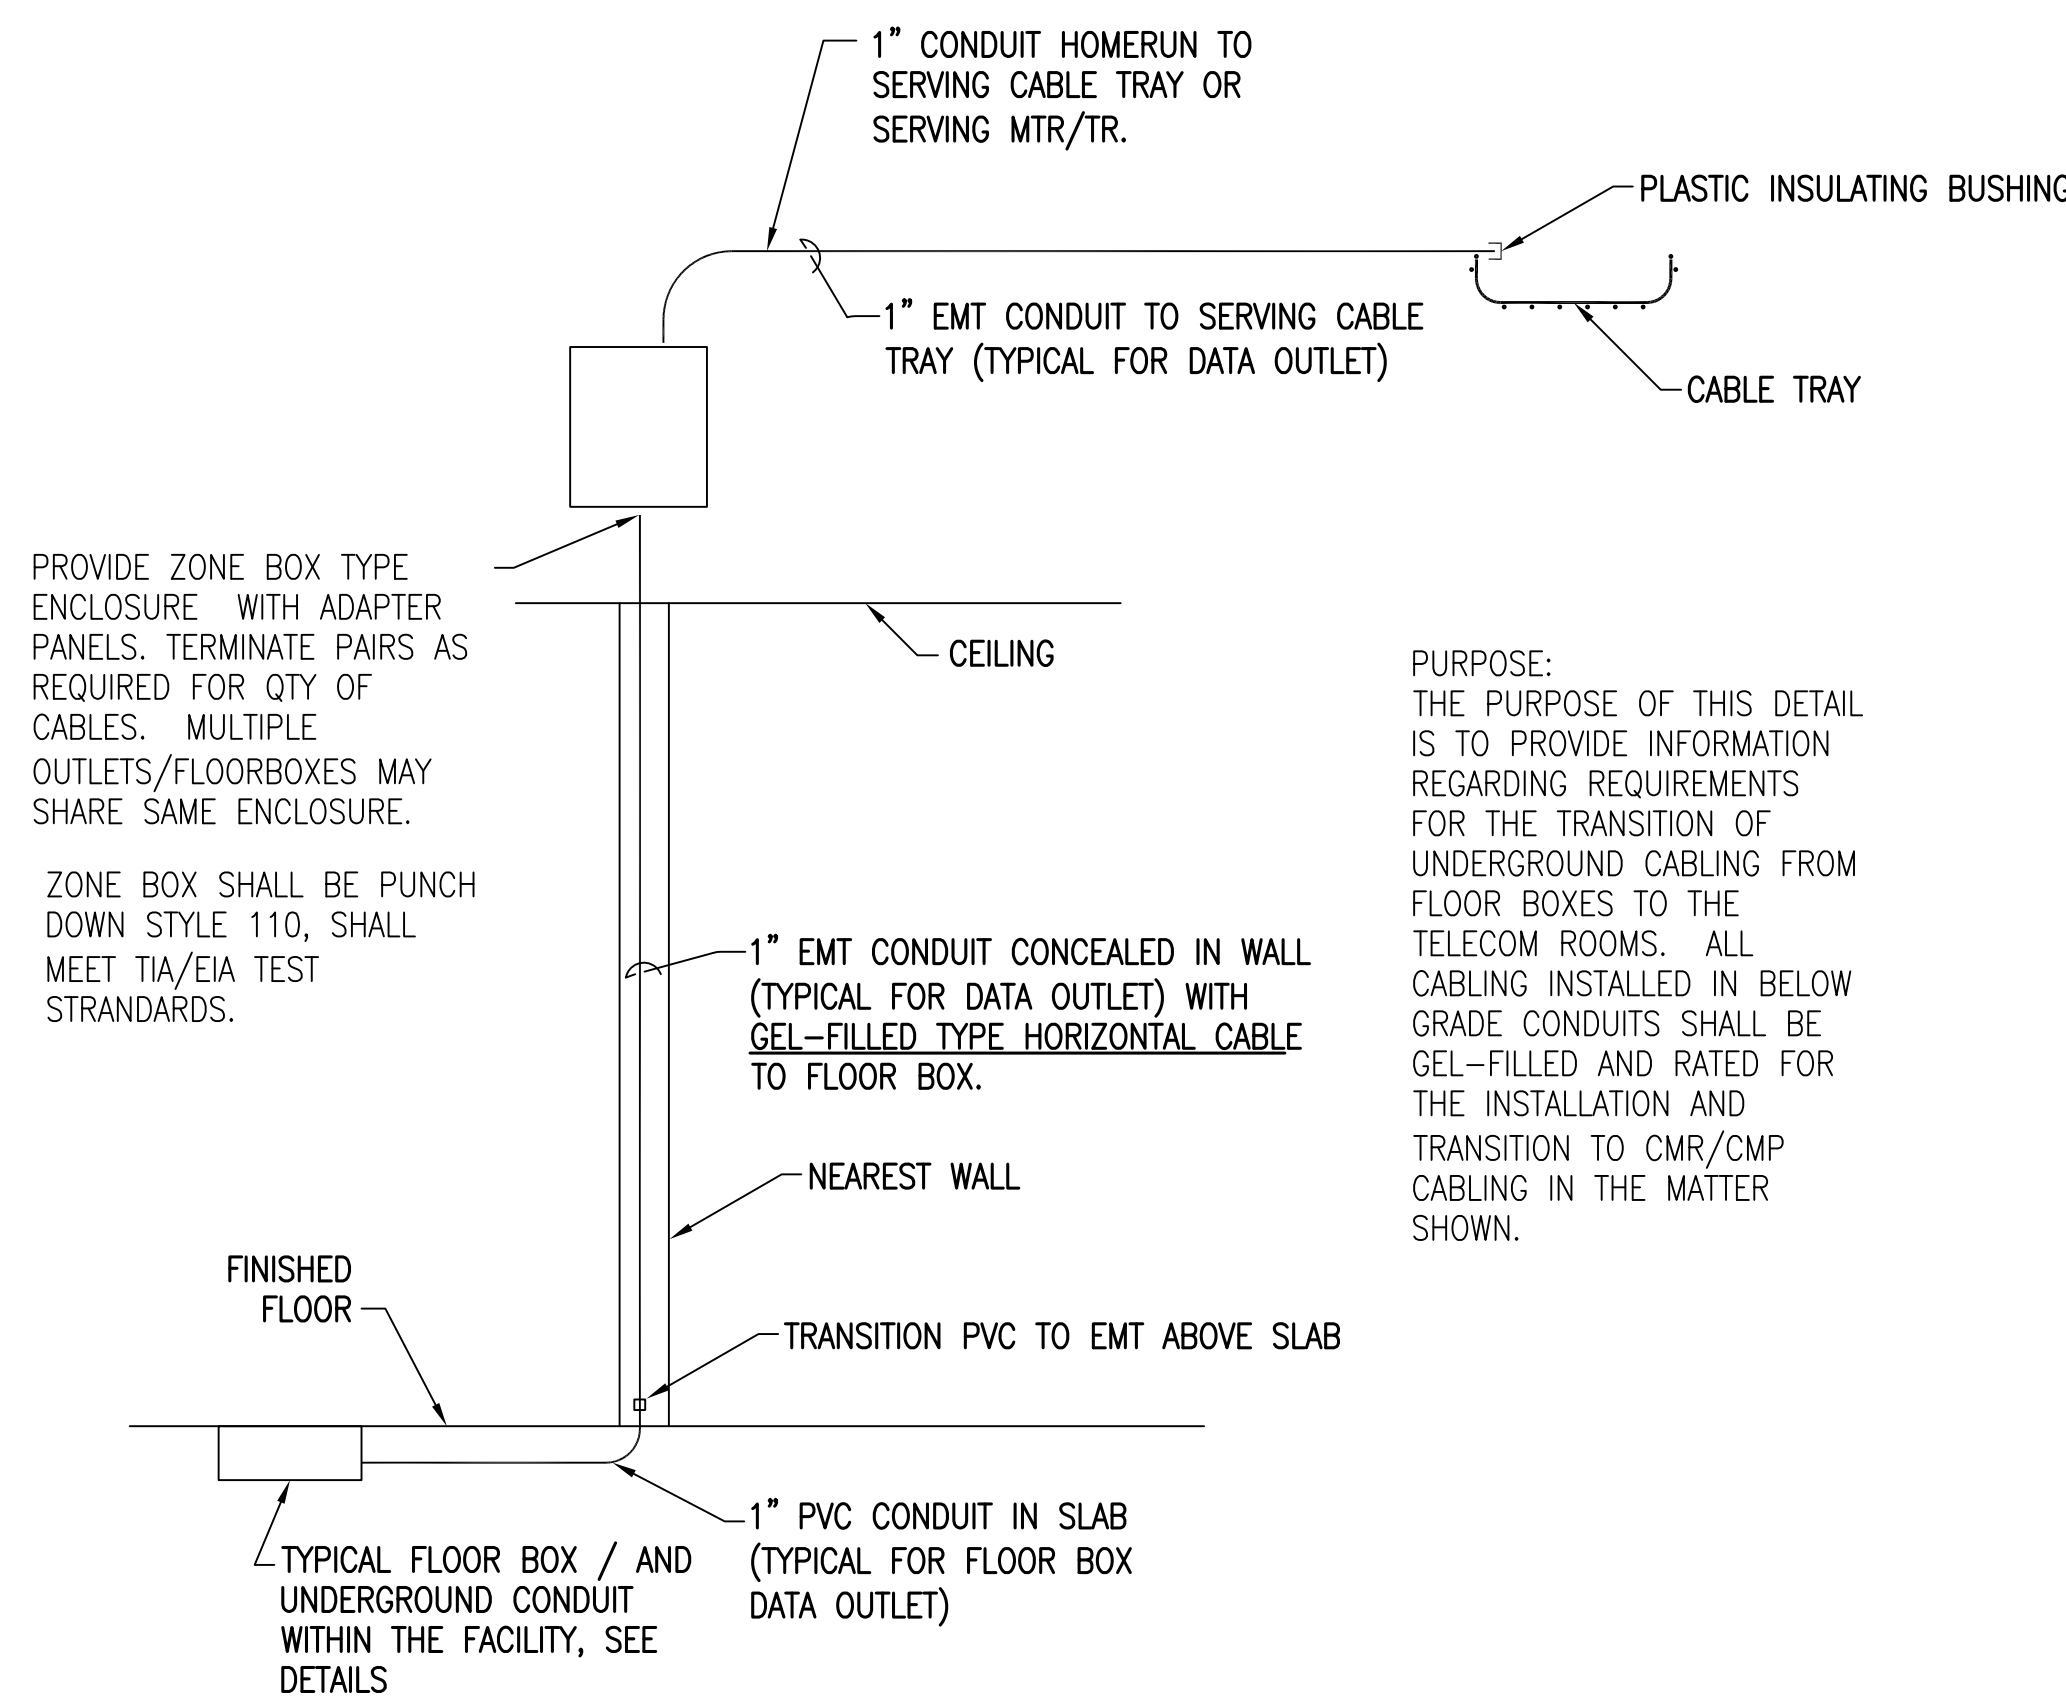 1” CONDUIT HOMERUN TO
SERVING CABLE TRAY OR
SERVING MTR/TR.
PLASTIC INSULATING BUSHING
1” EMT CONDUIT TO SERVING CABLE
TRAY (TYPICAL FOR DATA OUTLET)
CABLE TRAY
PROVIDE ZONE BOX TYPE
ENCLOSURE WITH ADAPTER
PANELS. TERMINATE PAIRS AS
REQUIRED FOR QTY OF
CABLES. MULTIPLE
OUTLETS/FLOORBOXES MAY
SHARE SAME ENCLOSURE.
ZONE BOX SHALL BE PUNCH
DOWN STYLE 110, SHALL
MEET TIA/EIA TEST
STRANDARDS.
CEILING
PURPOSE:
THE PURPOSE OF THIS DETAIL
IS TO PROVIDE INFORMATION
REGARDING REQUIREMENTS
FOR THE TRANSITION OF
UNDERGROUND CABLING FROM
FLOOR BOXES TO THE
TELECOM ROOMS. ALL
CABLING INSTALLED IN BELOW
GRADE CONDUITS SHALL BE
GEL-FILLED AND RATED FOR
THE INSTALLATION AND
TRANSITION TO CMR/CMP
CABLING IN THE MATTER
SHOWN.
1” EMT CONDUIT CONCEALED IN WALL
(TYPICAL FOR DATA OUTLET) WITH
GEL-FILLED TYPE HORIZONTAL CABLE
TO FLOOR BOX.
NEAREST WALL
FINISHED
FLOOR
TRANSITION PVC TO EMT ABOVE SLAB
1” PVC CONDUIT IN SLAB
(TYPICAL FOR FLOOR BOX
DATA OUTLET)
TYPICAL FLOOR BOX / AND
UNDERGROUND CONDUIT
WITHIN THE FACILITY, SEE
DETAILS